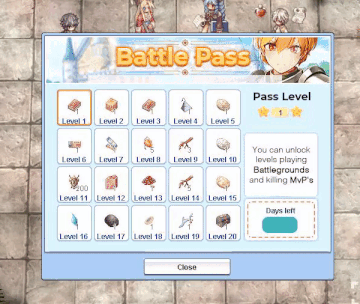 Battle Pass
Level 1
Level 2
Level 3
Level 4
Level 5
Level 6
Level 7
Level 8
Level 9
Level 10
200
Level 11
Level 12
Level 13
Level 14
Level 15
Level 16
Level 17
Level 18
Level 19
Level 20
Pass Level
1
You can unlock
levels playing
Battlegrounds
and killing MvP's
Days left
Close